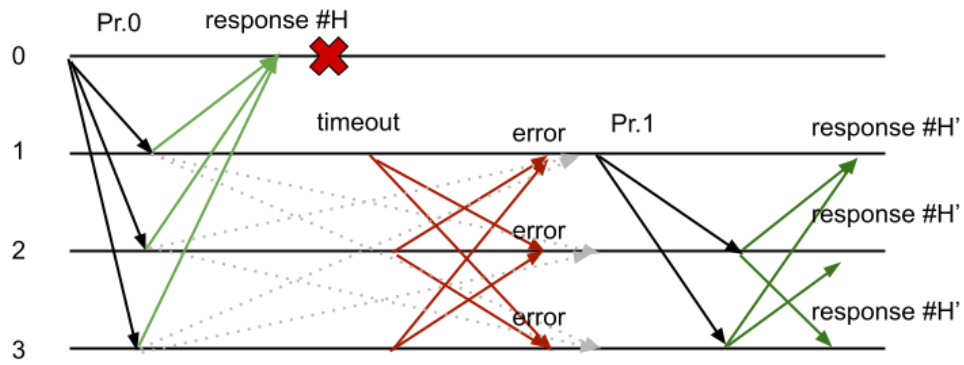 Pr.0
response #H
0
timeout
error
Pr.1
response #H’
1
error
response #H’
2
error
response #H’
3